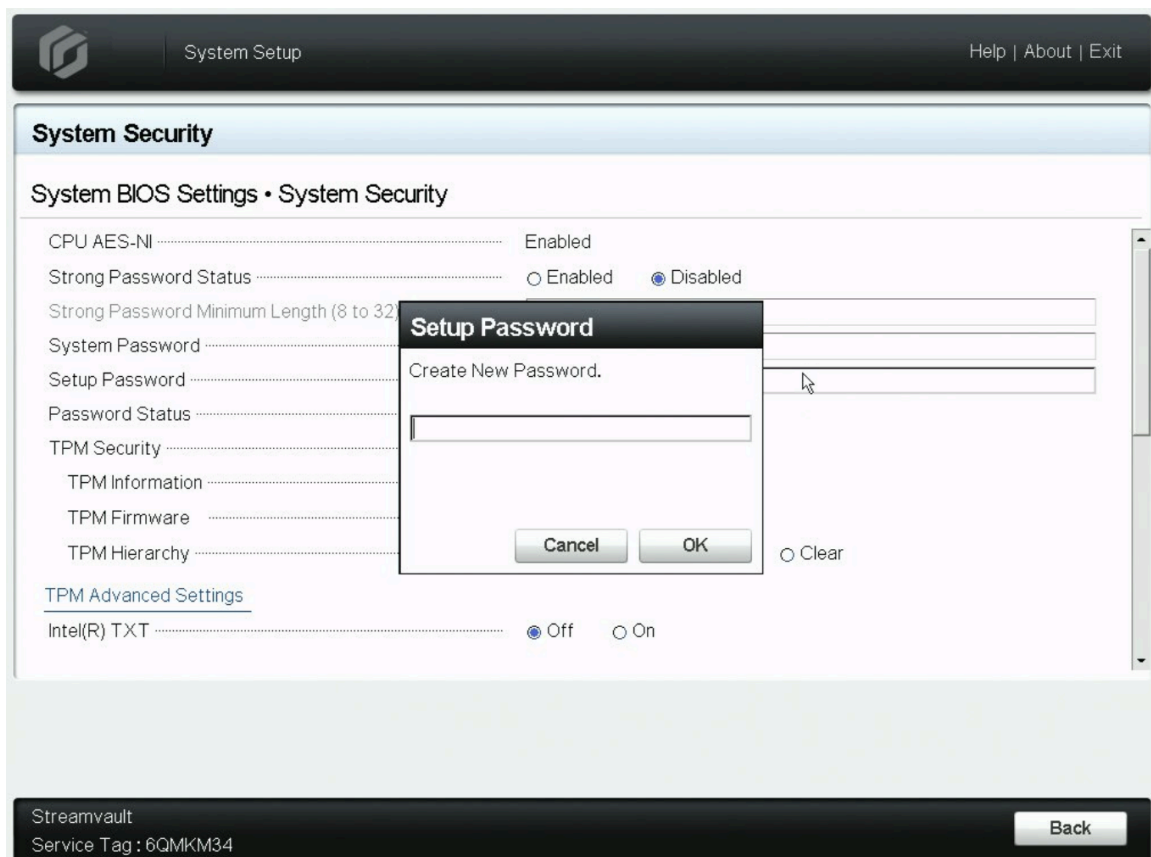 System Setup
Help | About | Exit
System Security
System BIOS Settings • System Security
CPU AES-NI Enabled
Strong Password Status Enabled Disabled
Strong Password Minimum Length (8 to 32)
System Password
Setup Password
Password Status
TPM Security
TPM Information
TPM Firmware
TPM Hierarchy Clear
TPM Advanced Settings
Intel(R) TXT Off On
Setup Password
Create New Password.
Cancel OK
Streamvault
Service Tag : 6QMKM34
Back